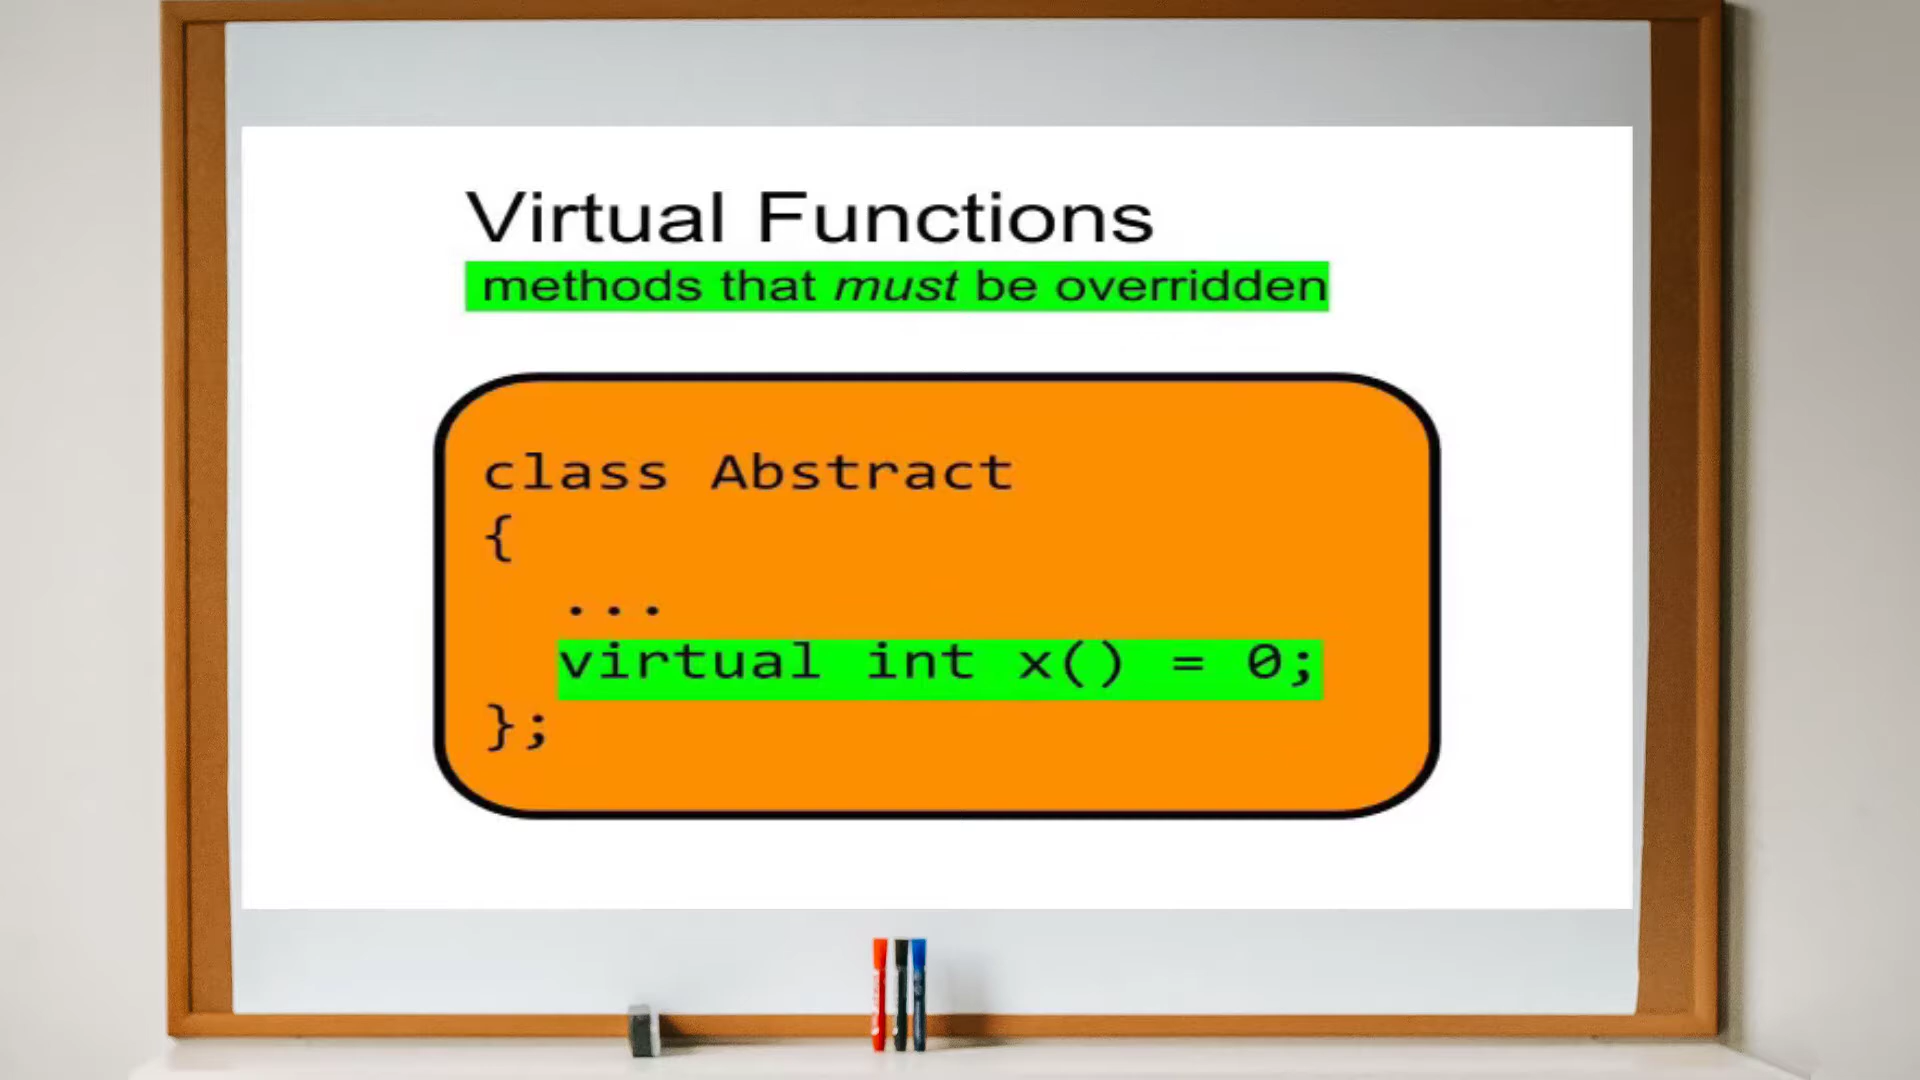 Virtual Functions
methods that must be overridden
class Abstract
{
...
virtual int x() = 0;
};